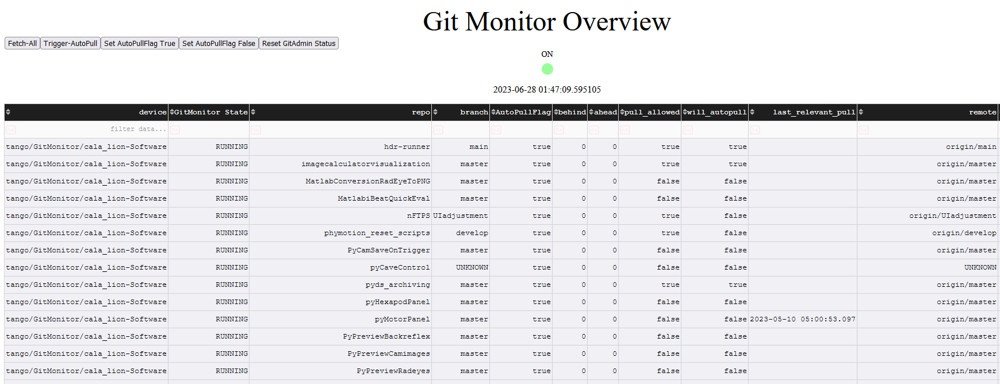 Git Monitor Overview
Fetch-All Trigger-AutoPull Set AutoPullFlag True Set AutoPullFlag False Reset GitAdmin Status
ON
2023-06-28 01:47:09.595105
device GitMonitor State repo branch AutoPullFlag behind ahead pull_allowed will_autopull last_relevant_pull remote
filter data...
tango/GitMonitor/cala_lion-Software RUNNING hdr-runner main true 0 0 true true origin/main
tango/GitMonitor/cala_lion-Software RUNNING imagecalculatorvisualization master true 0 0 true true origin/master
tango/GitMonitor/cala_lion-Software RUNNING MatlabConversionRadEyeToPNG master true 0 0 false false origin/master
tango/GitMonitor/cala_lion-Software RUNNING MatlabiBeatQuickEval master true 0 0 false false origin/master
tango/GitMonitor/cala_lion-Software RUNNING nFTPS UIadjustment true 0 0 true false origin/UIadjustment
tango/GitMonitor/cala_lion-Software RUNNING phymotion_reset_scripts develop true 0 0 true false origin/develop
tango/GitMonitor/cala_lion-Software RUNNING PyCamSaveOnTrigger master true 0 0 false false origin/master
tango/GitMonitor/cala_lion-Software RUNNING pyCaveControl UNKNOWN true 0 0 false false UNKNOWN
tango/GitMonitor/cala_lion-Software RUNNING pyds_archiving master true 0 0 true true origin/master
tango/GitMonitor/cala_lion-Software RUNNING pyHexapodPanel master true 0 0 false false origin/master
tango/GitMonitor/cala_lion-Software RUNNING pyMotorPanel master true 0 0 false false 2023-05-10 05:00:53.097 origin/master
tango/GitMonitor/cala_lion-Software RUNNING PyPreviewBackreflex master true 0 0 false false origin/master
tango/GitMonitor/cala_lion-Software RUNNING PyPreviewCamimages master true 0 0 false false origin/master
tango/GitMonitor/cala_lion-Software RUNNING PyPreviewRadeyes master true 0 0 false false origin/master